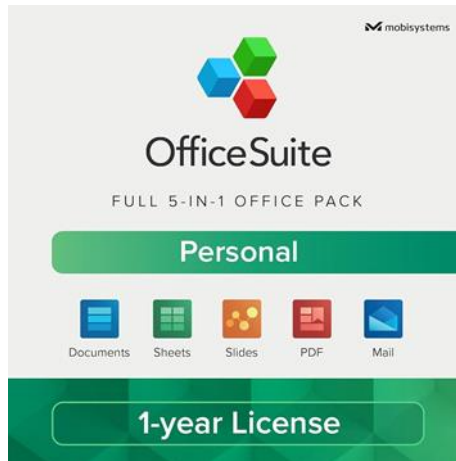 mobisystems
OfficeSuite
FULL 5-IN-1 OFFICE PACK
Personal
Documents Sheets Slides PDF Mail
1-year License